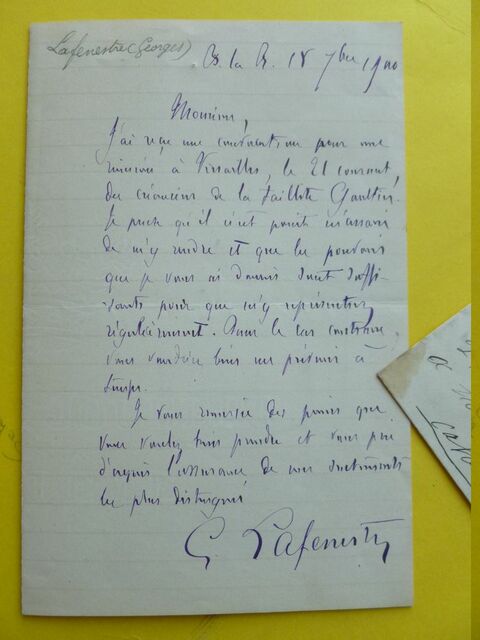 Lafenestre (Georges)
B. la R. 18 7bre 1900
Monsieur,
J'ai reçu une convocation pour une
réunion à Versailles, le 21 courant,
des créanciers de la faillite Gaultier.
Je pense qu'il n'est point nécessaire
de m'y rendre et que les pouvoirs
que je vous ai donnés sont suffi-
sants pour que m'y représenter
régulièrement. Dans le cas contraire,
vous voudrez bien me prévenir à
temps.
Je vous remercie des peines que
vous voulez bien prendre et vous prie
d'agréer l'assurance de mes sentiments
les plus distingués
G. Lafenestre